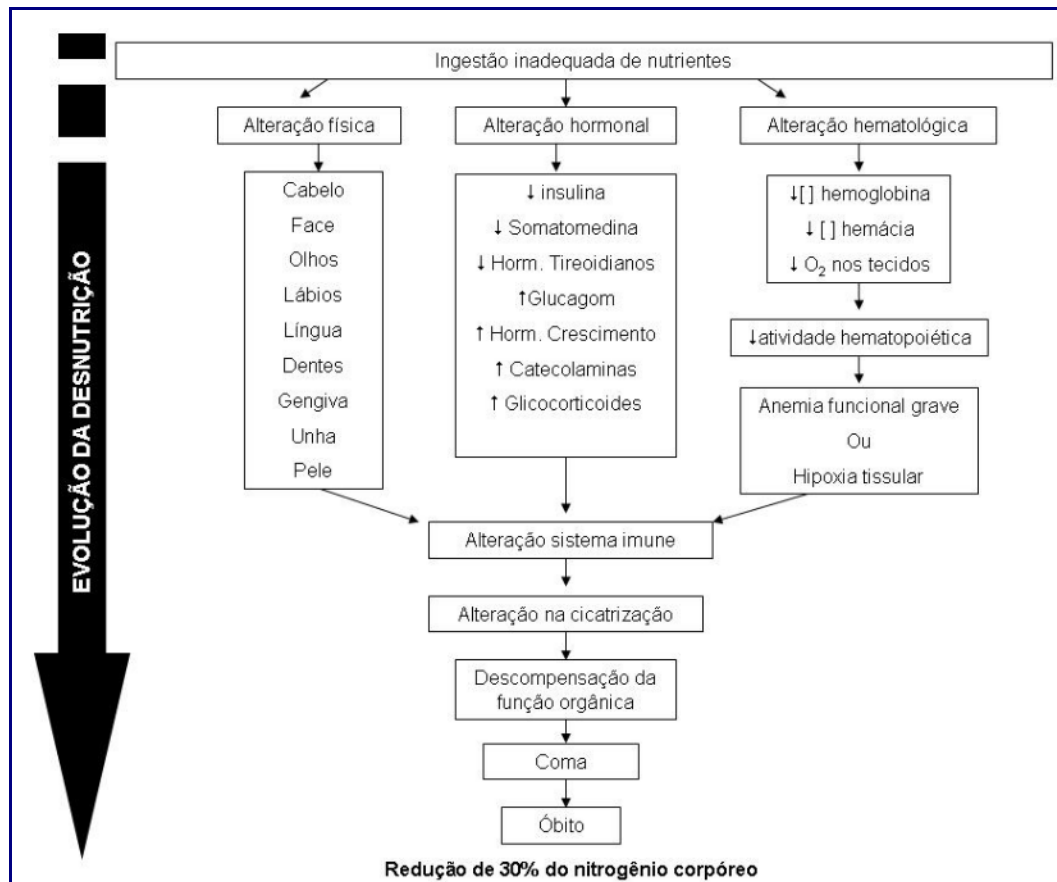 Ingestão inadequada de nutrientes
Alteração física
Alteração hormonal
Alteração hematológica
Cabelo
Face
Olhos
Lábios
Língua
Dentes
Gengiva
Unha
Pele
↓ insulina
↓ Somatomedina
↓ Horm. Tireoidianos
↑Glucagom
↑ Horm. Crescimento
↑ Catecolaminas
↑ Glicocorticoides
↓[ ] hemoglobina
↓ [ ] hemácia
↓ O₂ nos tecidos
↓atividade hematopoiética
Anemia funcional grave
Ou
Hipoxia tissular
Alteração sistema imune
Alteração na cicatrização
Descompensação da
função orgânica
Coma
Óbito
Redução de 30% do nitrogênio corpóreo
EVOLUÇÃO DA DESNUTRIÇÃO